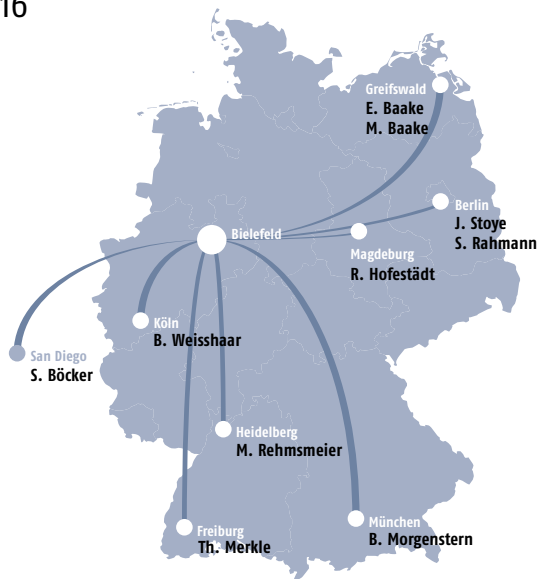 16
Greifswald
E. Baake
M. Baake
Berlin
J. Stoye
S. Rahmann
Bielefeld
Magdeburg
R. Hofestädt
Köln
B. Weisshaar
San Diego
S. Böcker
Heidelberg
M. Rehmsmeier
Freiburg
Th. Merkle
München
B. Morgenstern